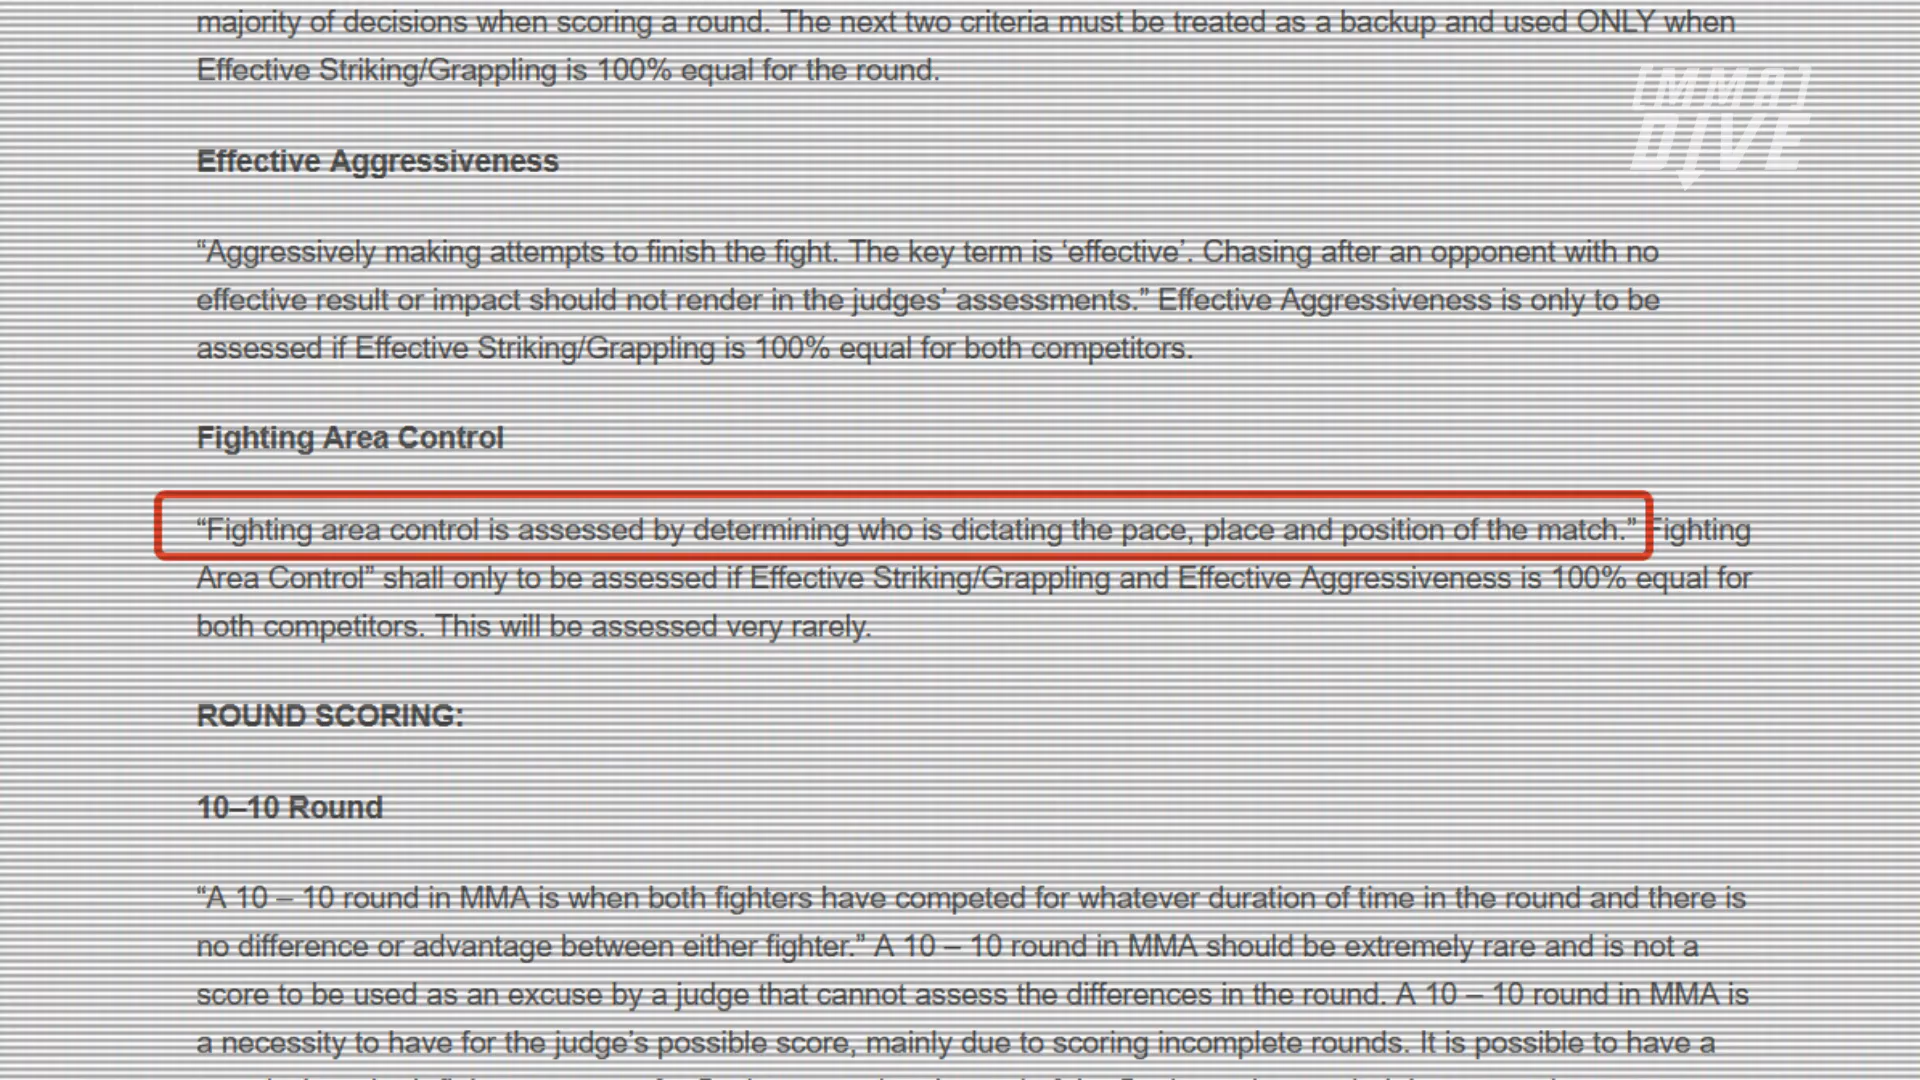 majority of decisions when scoring a round. The next two criteria must be treated as a backup and used ONLY when
Effective Striking/Grappling is 100% equal for the round.
[MMA]
DIVE
Effective Aggressiveness
“Aggressively making attempts to finish the fight. The key term is ‘effective’. Chasing after an opponent with no
effective result or impact should not render in the judges’ assessments.” Effective Aggressiveness is only to be
assessed if Effective Striking/Grappling is 100% equal for both competitors.
Fighting Area Control
“Fighting area control is assessed by determining who is dictating the pace, place and position of the match.” Fighting
Area Control” shall only to be assessed if Effective Striking/Grappling and Effective Aggressiveness is 100% equal for
both competitors. This will be assessed very rarely.
ROUND SCORING:
10–10 Round
“A 10 – 10 round in MMA is when both fighters have competed for whatever duration of time in the round and there is
no difference or advantage between either fighter.” A 10 – 10 round in MMA should be extremely rare and is not a
score to be used as an excuse by a judge that cannot assess the differences in the round. A 10 – 10 round in MMA is
a necessity to have for the judge’s possible score, mainly due to scoring incomplete rounds. It is possible to have a